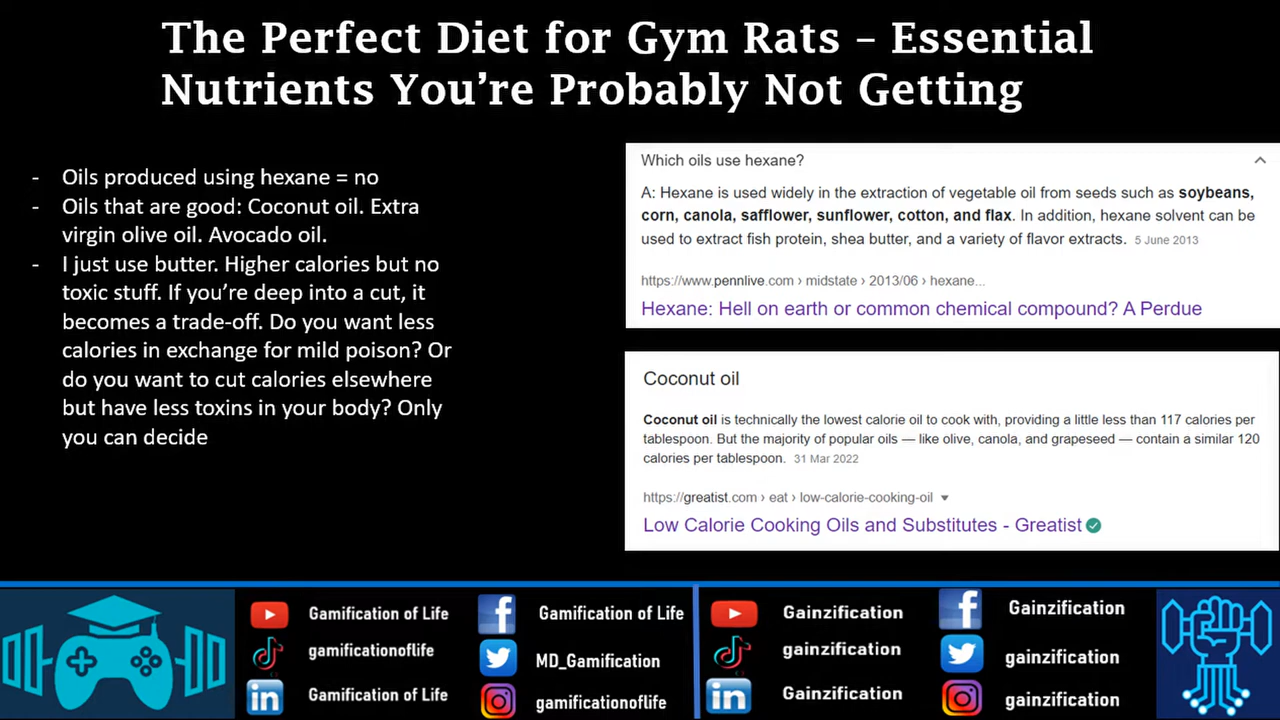 The Perfect Diet for Gym Rats – Essential
Nutrients You're Probably Not Getting
- Oils produced using hexane = no
- Oils that are good: Coconut oil. Extra
virgin olive oil. Avocado oil.
- I just use butter. Higher calories but no
toxic stuff. If you're deep into a cut, it
becomes a trade-off. Do you want less
calories in exchange for mild poison? Or
do you want to cut calories elsewhere
but have less toxins in your body? Only
you can decide
Which oils use hexane?
A: Hexane is used widely in the extraction of vegetable oil from seeds such as soybeans,
corn, canola, safflower, sunflower, cotton, and flax. In addition, hexane solvent can be
used to extract fish protein, shea butter, and a variety of flavor extracts. 5 June 2013
https://www.pennlive.com › midstate › 2013/06 › hexane...
Hexane: Hell on earth or common chemical compound? A Perdue
Coconut oil
Coconut oil is technically the lowest calorie oil to cook with, providing a little less than 117 calories per
tablespoon. But the majority of popular oils — like olive, canola, and grapeseed — contain a similar 120
calories per tablespoon. 31 Mar 2022
https://greatist.com › eat › low-calorie-cooking-oil
Low Calorie Cooking Oils and Substitutes - Greatist
Gamification of Life
gamificationoflife
Gamification of Life
Gamification of Life
MD_Gamification
gamificationoflife
Gainzification
gainzification
Gainzification
Gainzification
gainzification
gainzification